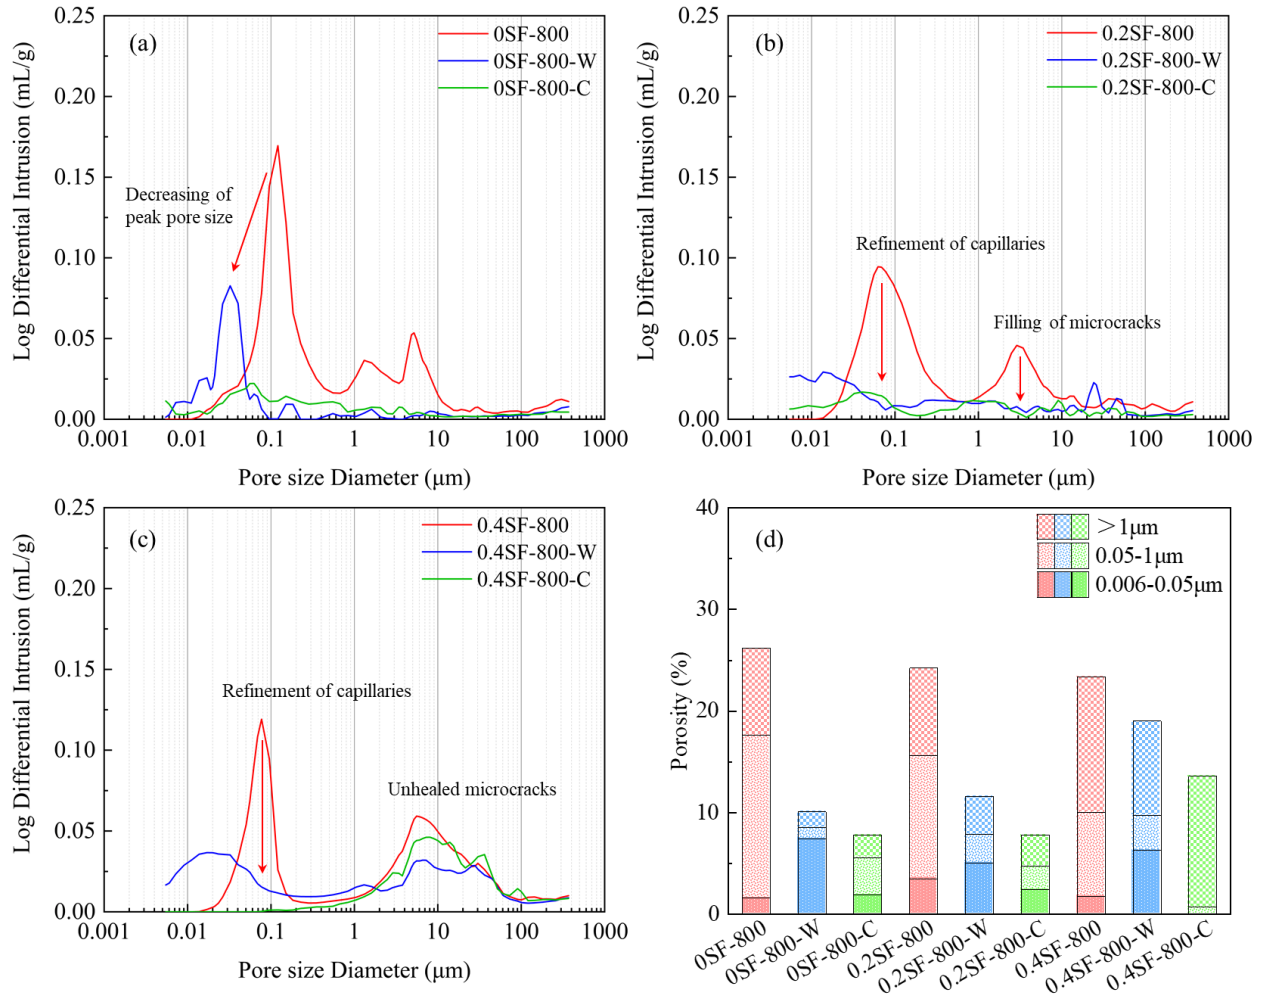 (a)
0SF-800
0SF-800-W
0SF-800-C
Decreasing of
peak pore size
Log Differential Intrusion (mL/g)
0.25
0.20
0.15
0.10
0.05
0.00
0.001 0.01 0.1 1 10 100 1000
Pore size Diameter (μm)
(b)
0.2SF-800
0.2SF-800-W
0.2SF-800-C
Refinement of capillaries
Filling of microcracks
Log Differential Intrusion (mL/g)
0.25
0.20
0.15
0.10
0.05
0.00
0.001 0.01 0.1 1 10 100 1000
Pore size Diameter (μm)
(c)
0.4SF-800
0.4SF-800-W
0.4SF-800-C
Refinement of capillaries
Unhealed microcracks
Log Differential Intrusion (mL/g)
0.25
0.20
0.15
0.10
0.05
0.00
0.001 0.01 0.1 1 10 100 1000
Pore size Diameter (μm)
(d)
>1μm
0.05-1μm
0.006-0.05μm
Porosity (%)
40
30
20
10
0
0SF-800
0SF-800-W
0SF-800-C
0.2SF-800
0.2SF-800-W
0.2SF-800-C
0.4SF-800
0.4SF-800-W
0.4SF-800-C